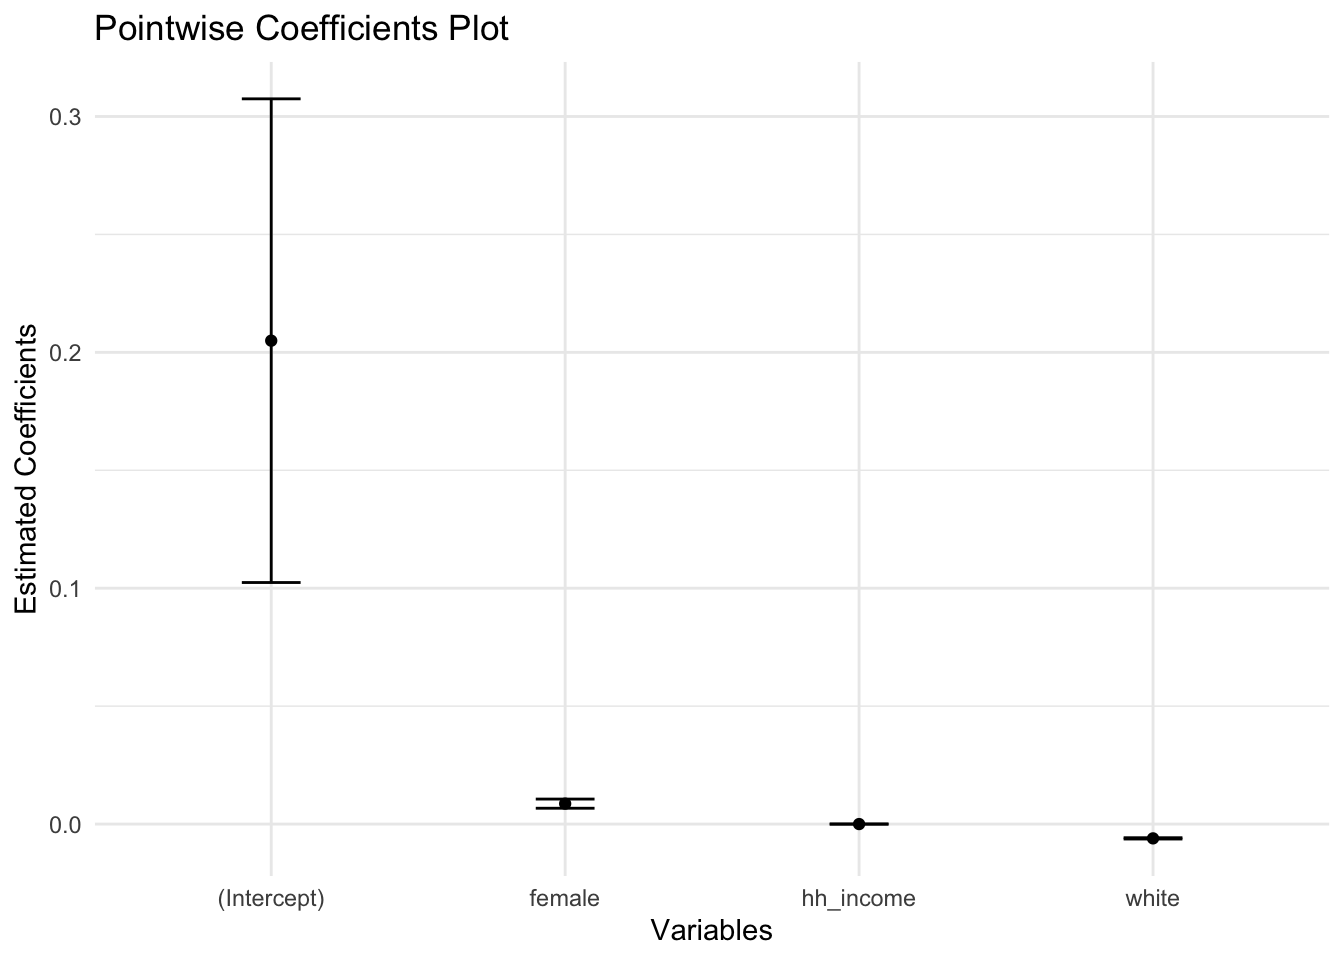 Pointwise Coefficients Plot
Estimated Coefficients
0.3
0.2
0.1
0.0
(Intercept)
female
hh_income
white
Variables